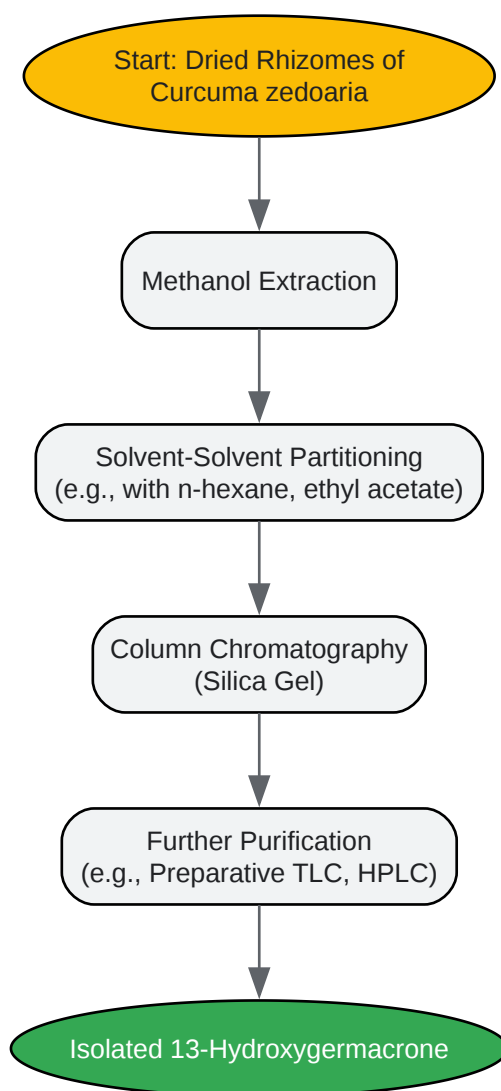 Start: Dried Rhizomes of
Curcuma zedoaria
Methanol Extraction
Solvent-Solvent Partitioning
(e.g., with n-hexane, ethyl acetate)
Column Chromatography
(Silica Gel)
Further Purification
(e.g., Preparative TLC, HPLC)
Isolated 13-Hydroxygermacrone